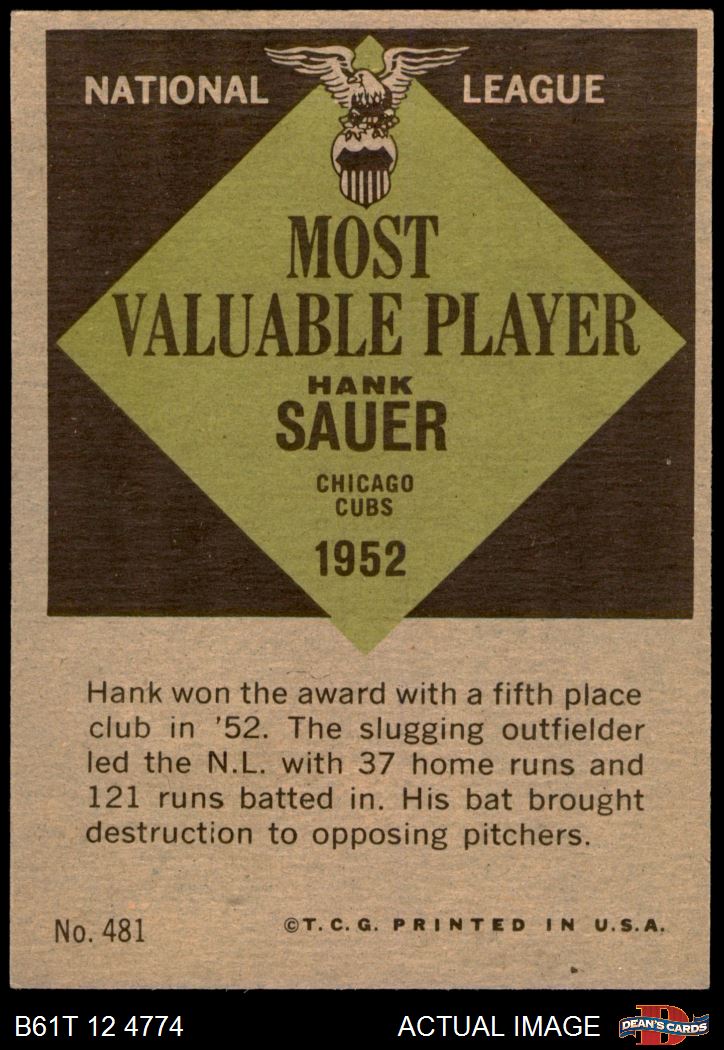 NATIONAL LEAGUE
MOST
VALUABLE PLAYER
HANK
SAUER
CHICAGO
CUBS
1952
Hank won the award with a fifth place
club in '52. The slugging outfielder
led the N.L. with 37 home runs and
121 runs batted in. His bat brought
destruction to opposing pitchers.
No. 481 ©T.C.G. PRINTED IN U.S.A.
B61T 12 4774 ACTUAL IMAGE D DEAN'S CARDS